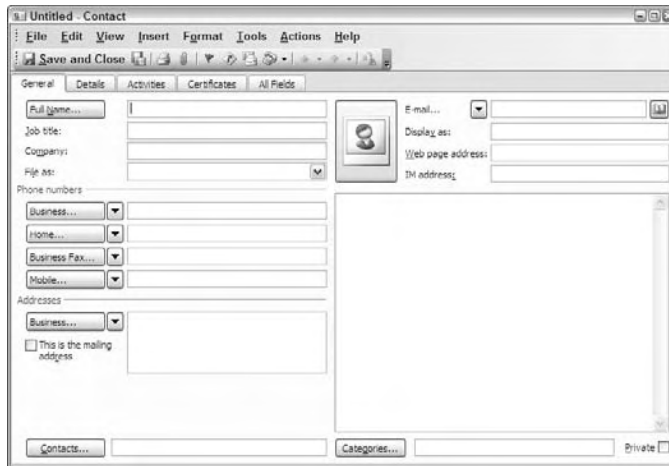 Untitled - Contact
File Edit View Insert Format Tools Actions Help
Save and Close
General Details Activities Certificates All Fields
Full Name...
Job title:
Company:
File as:
E-mail...
Display as:
Web page address:
IM address:
Phone numbers
Business...
Home...
Business Fax...
Mobile...
Addresses
Business...
This is the mailing
address
Contacts...
Categories...
Private